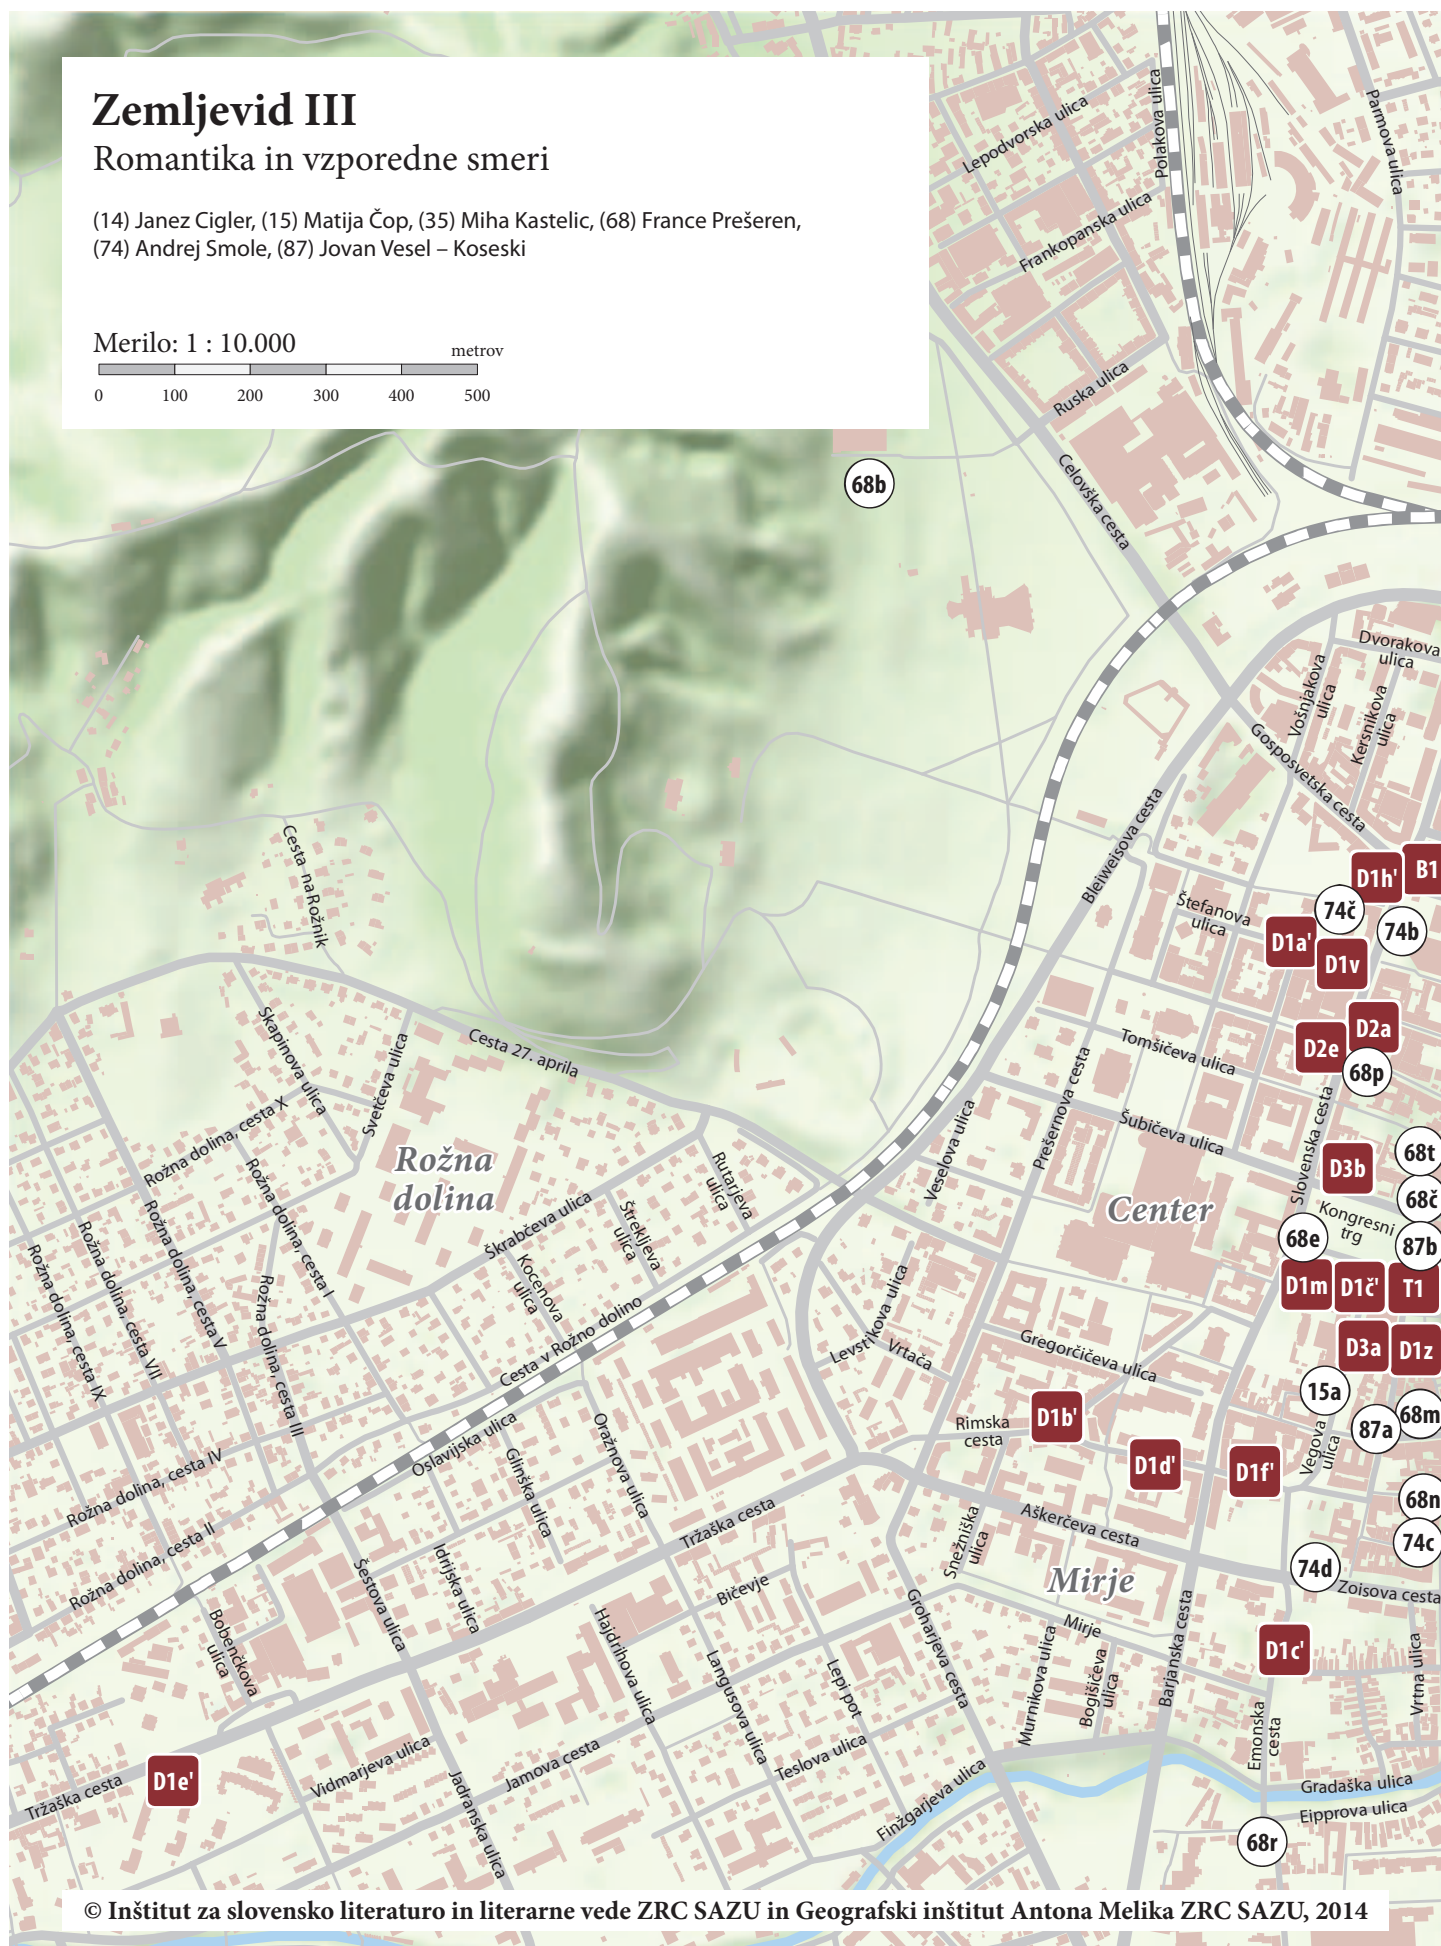 Zemljevid III
Romantika in vzporedne smeri
(14) Janez Cigler, (15) Matija Čop, (35) Miha Kastelic, (68) France Prešeren,
(74) Andrej Smole, (87) Jovan Vesel – Koseski
Merilo: 1 : 10.000
metrov
0 100 200 300 400 500
Lepodvorska ulica
Polakova ulica
Parmova ulica
Frankopanska ulica
Ruska ulica
68b
Celovška cesta
Dvorakova
ulica
Vošnjakova
ulica
Kersnikova
ulica
Gosposvetska cesta
Bleiweisova cesta
Cesta na Rožnik
D1h'
B1
74č
74b
Štefanova
ulica
D1a'
D1v
D2a
D2e
68p
Skapinova ulica
Svetčeva ulica
Cesta 27. aprila
Tomšičeva ulica
Prešernova cesta
Šubičeva ulica
Slovenska cesta
Veselova ulica
68t
D3b
68č
Rožna dolina, cesta X
Rožna
dolina
Rutarjeva
ulica
Center
Kongresni
trg
68e
87b
Škrabčeva ulica
Štrekljeva
ulica
Kocenova
ulica
Rožna dolina, cesta I
Rožna dolina, cesta V
Rožna dolina, cesta VII
Rožna dolina, cesta IX
Rožna dolina, cesta III
D1m
D1č'
T1
Cesta v Rožno dolino
Levstikova ulica
Vrtača
Gregorčičeva ulica
D3a
D1z
15a
68m
87a
Rimska
cesta
D1b'
Vegova
ulica
Oslavijska ulica
Glinška ulica
Oražnova ulica
D1d'
D1f'
Rožna dolina, cesta IV
68n
Tržaška cesta
Aškerčeva cesta
Snežniška
ulica
74c
Rožna dolina, cesta II
Šestova ulica
Idrijska ulica
Mirje
74d
Zoisova cesta
Bičevje
Bobenčkova
ulica
Hajdrihova ulica
Groharjeva cesta
Mirje
Langusova ulica
Lepi pot
Murnikova ulica
Bogišičeva
ulica
Barjanska cesta
D1c'
Vrtna ulica
Emonska
cesta
Tržaška cesta
D1e'
Vidmarjeva ulica
Jamova cesta
Teslova ulica
Jadranska ulica
Finžgarjeva ulica
Gradaška ulica
Eipprova ulica
68r
© Inštitut za slovensko literaturo in literarne vede ZRC SAZU in Geografski inštitut Antona Melika ZRC SAZU, 2014